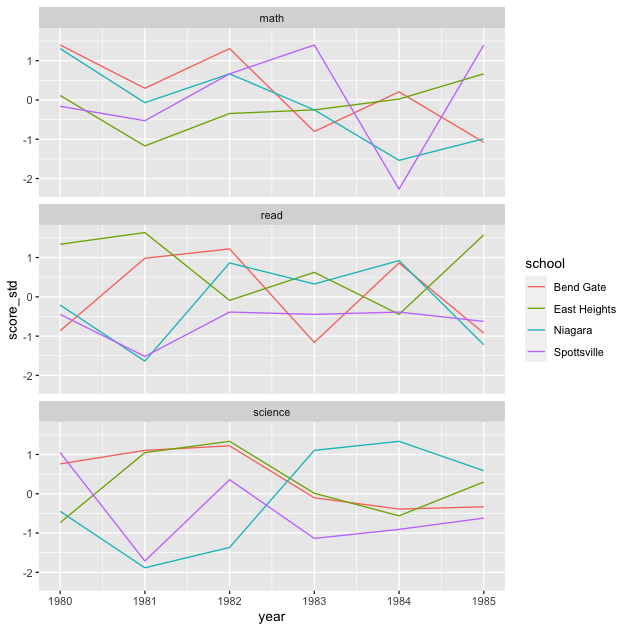 math
1
0
-1
-2
read
1
0
-1
-2
science
1
0
-1
-2
1980 1981 1982 1983 1984 1985
year
score_std
school
Bend Gate
East Heights
Niagara
Spottsville